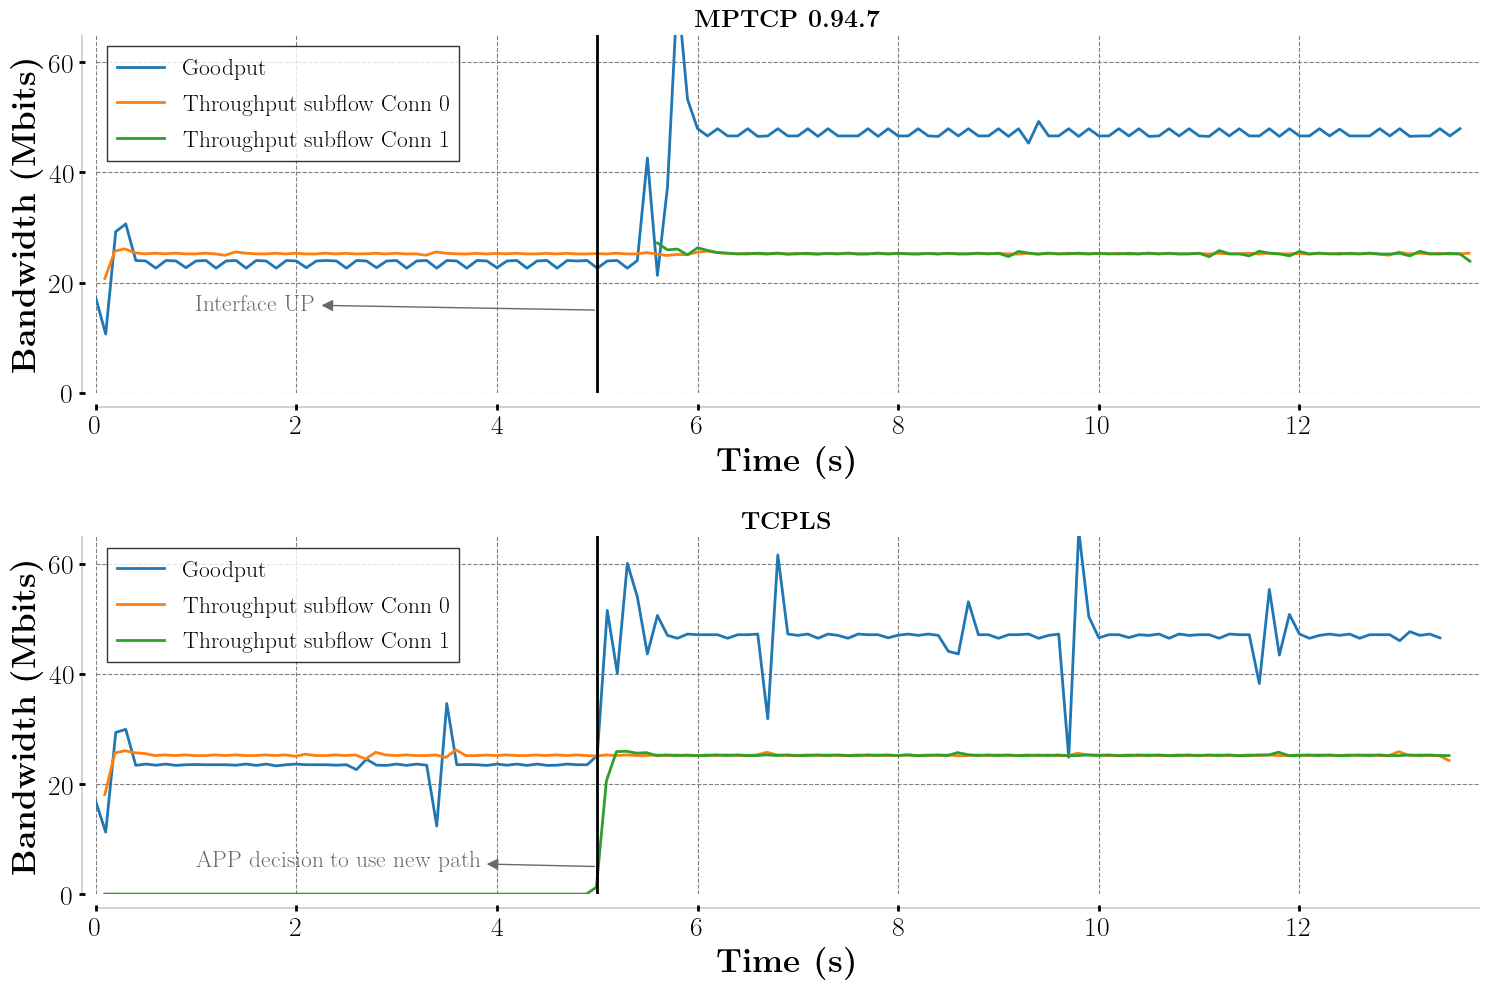 MPTCP 0.94.7
Bandwidth (Mbits)
60
40
20
0
Goodput
Throughput subflow Conn 0
Throughput subflow Conn 1
Interface UP
0 2 4 6 8 10 12
Time (s)
TCPLS
Bandwidth (Mbits)
60
40
20
0
Goodput
Throughput subflow Conn 0
Throughput subflow Conn 1
APP decision to use new path
0 2 4 6 8 10 12
Time (s)